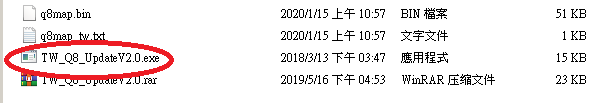 q8map.bin 2020/1/15 上午 10:57 BIN 檔案 51 KB
q8map_tw.txt 2020/1/15 上午 10:57 文字文件 1 KB
TW_Q8_UpdateV2.0.exe 2018/3/13 下午 03:47 應用程式 15 KB
TW_Q8_UpdateV2.0.rar 2019/5/16 下午 04:53 WinRAR 压缩文件 23 KB